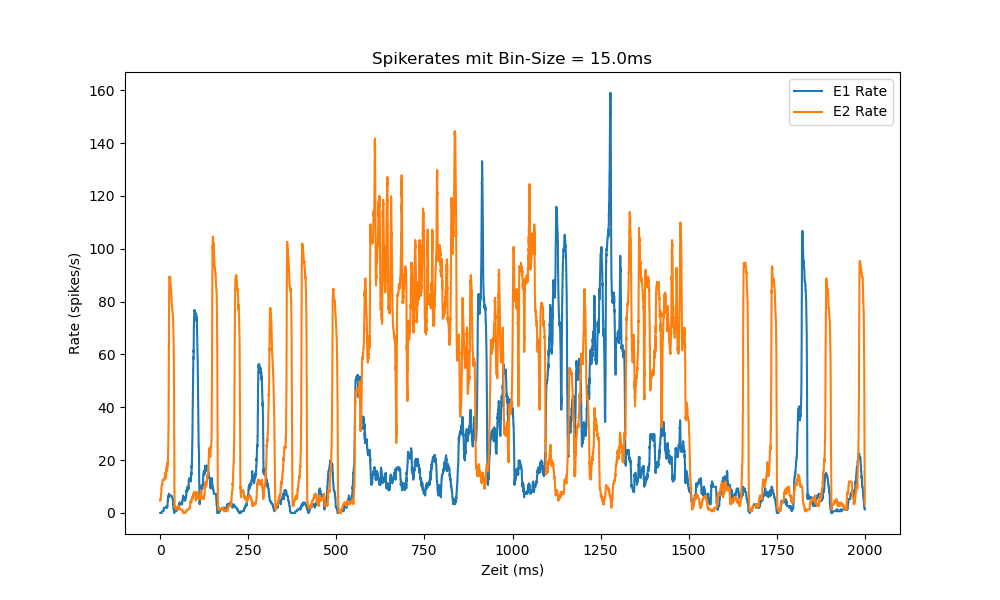 Spikerates mit Bin-Size = 15.0ms
E1 Rate
E2 Rate
160
140
120
100
80
60
40
20
0
Rate (spikes/s)
0 250 500 750 1000 1250 1500 1750 2000
Zeit (ms)